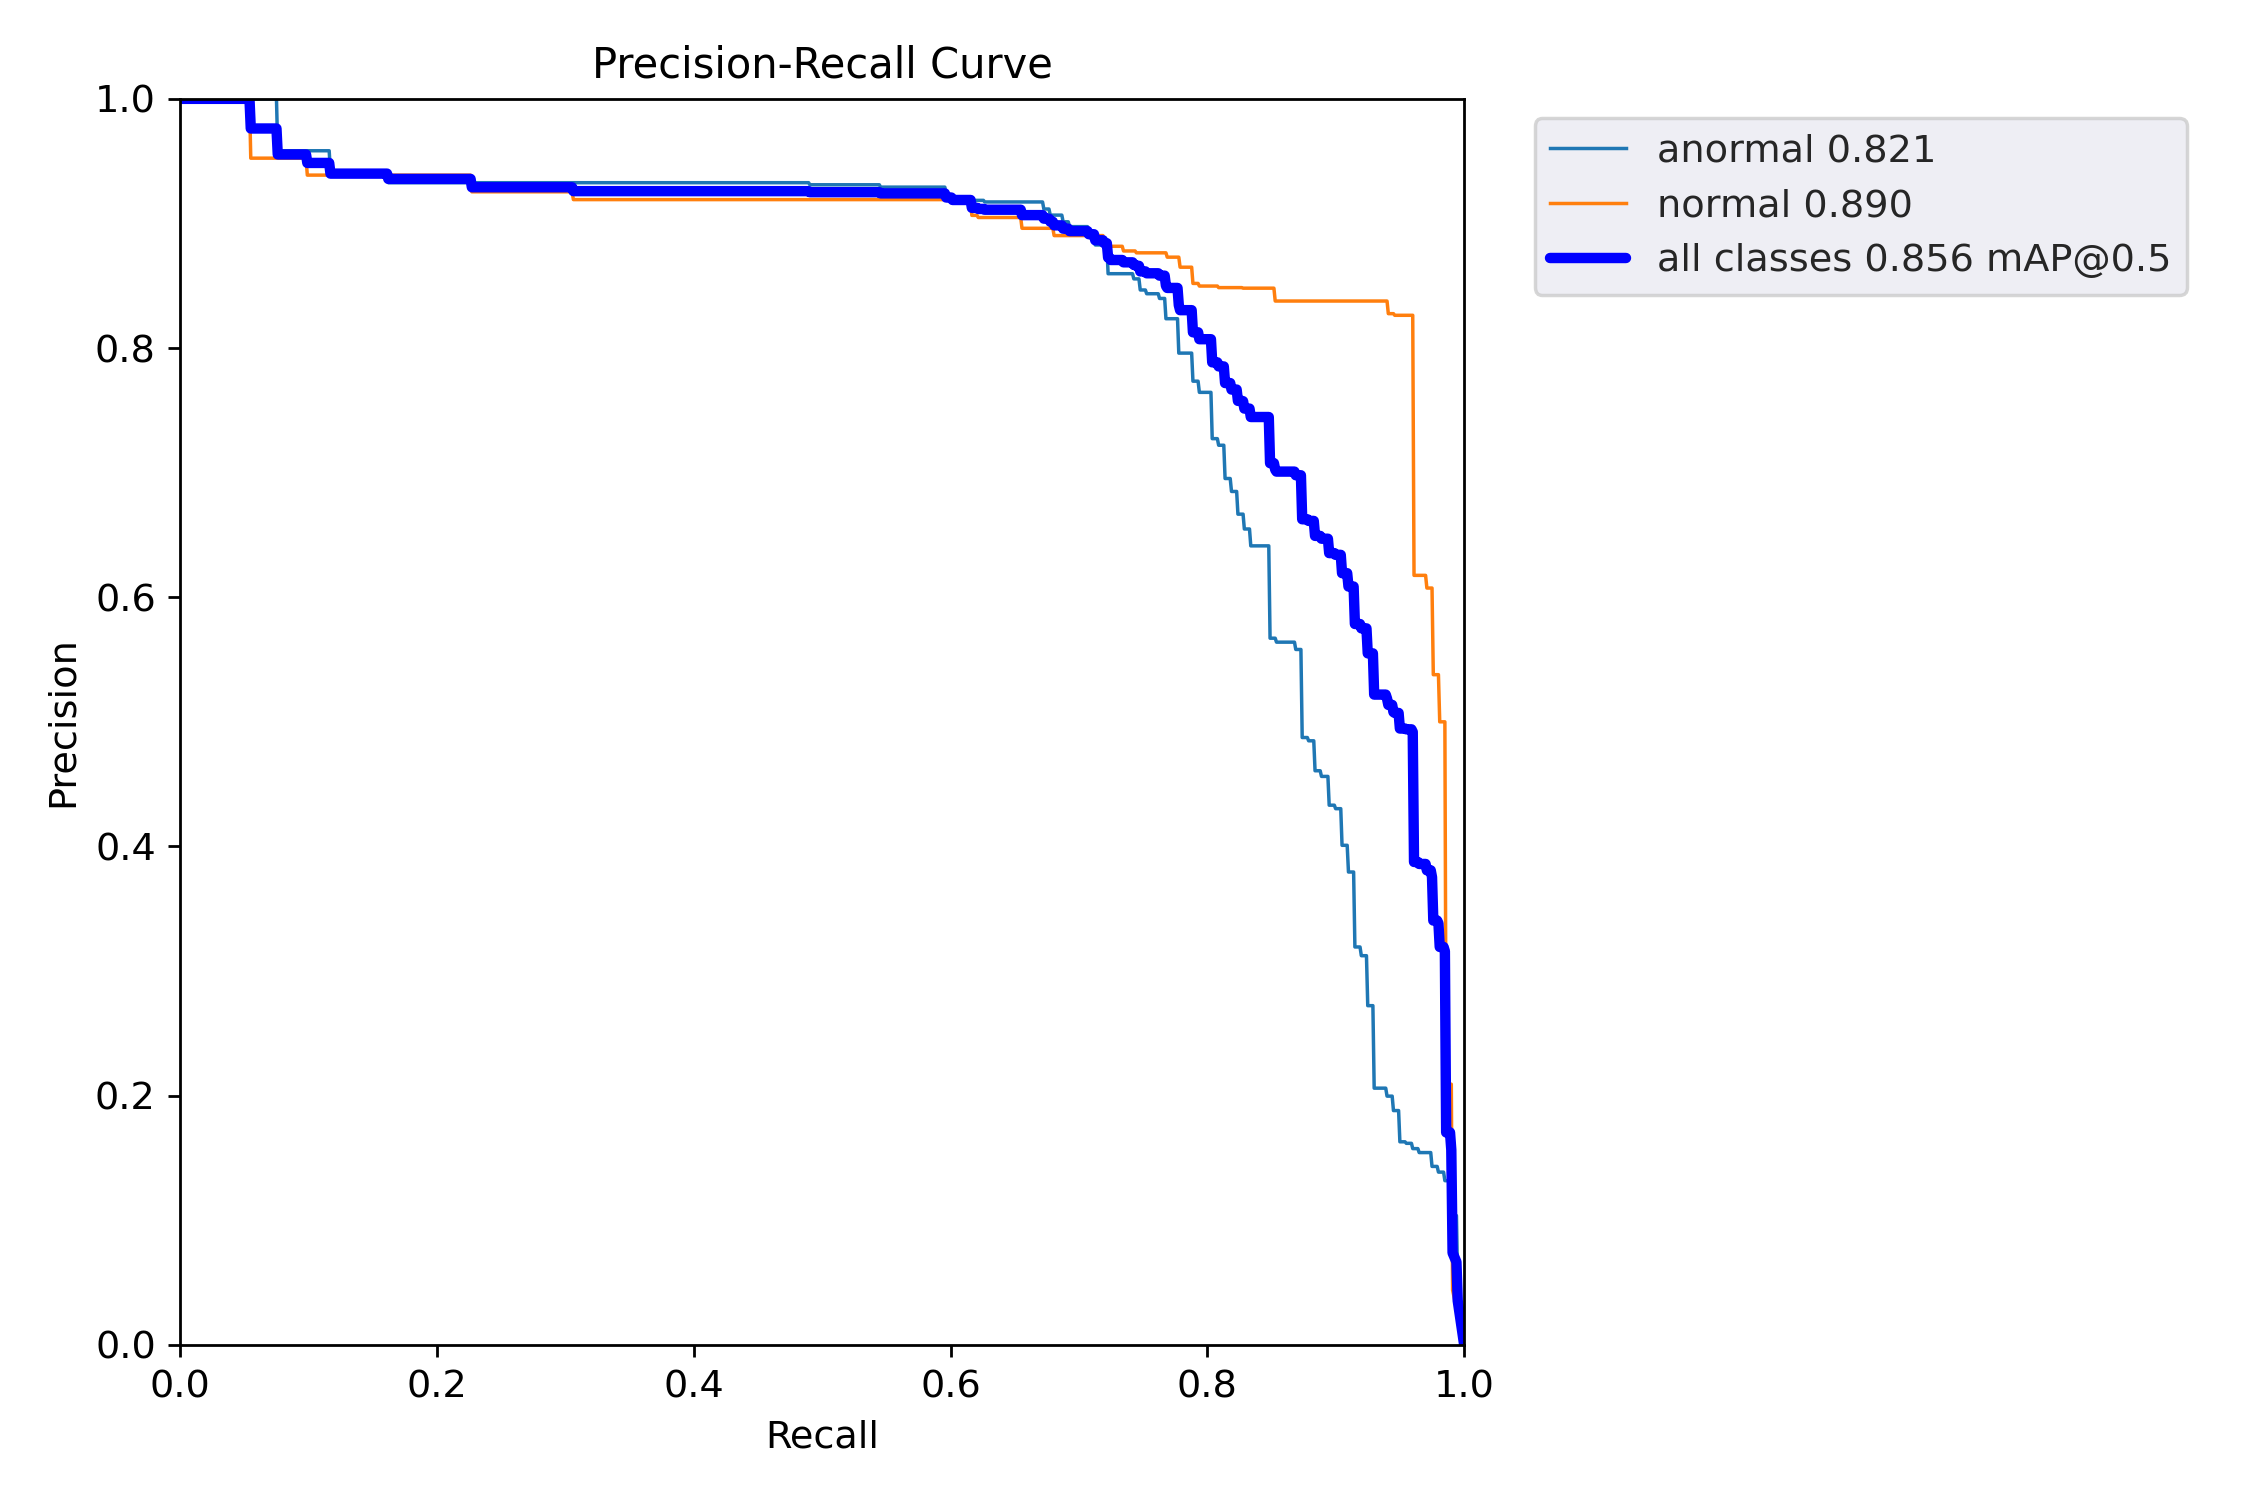 Precision-Recall Curve
1.0
0.8
0.6
0.4
0.2
0.0
Precision
0.0 0.2 0.4 0.6 0.8 1.0
Recall
anormal 0.821
normal 0.890
all classes 0.856 mAP@0.5